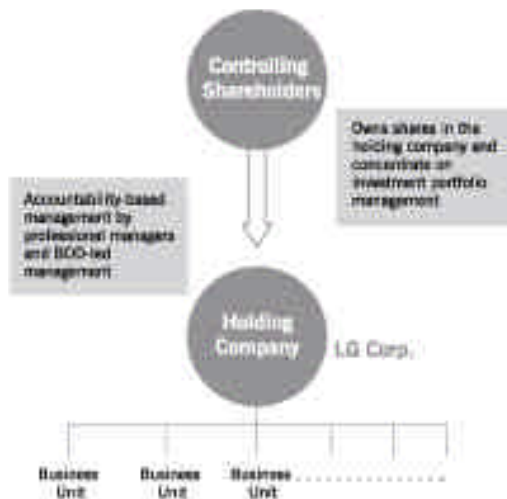 Controlling
Shareholders
Owns shares in the
holding company and
concentrate on
investment portfolio
management
Accountability-based
management by
professional managers
and BOD-led
management
Holding
Company
LG Corp.
Business
Unit
Business
Unit
Business
Unit